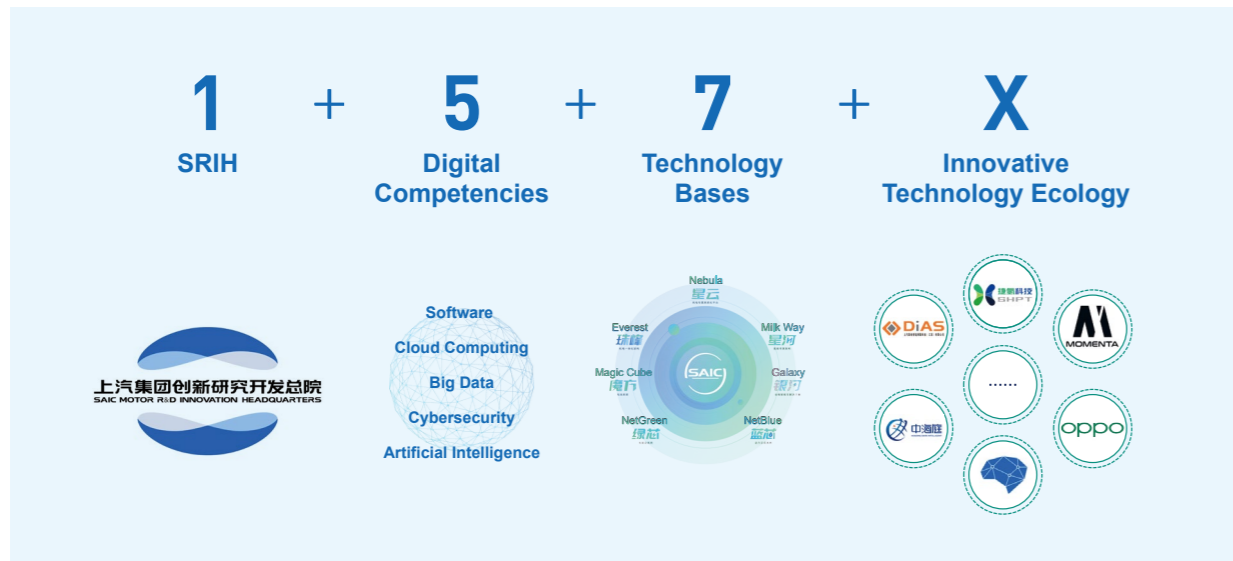 1 + 5 + 7 + X
SRIH
Digital
Competencies
Technology
Bases
Innovative
Technology Ecology
上汽集团创新研究开发总院
SAIC MOTOR R&D INNOVATION HEADQUARTERS
Software
Cloud Computing
Big Data
Cybersecurity
Artificial Intelligence
Nebula
星云
Everest
珠峰
Milk Way
星河
Magic Cube
魔方
SAIC
Galaxy
银河
NetGreen
绿芯
NetBlue
蓝芯
捷氢科技
SHPT
DiAS
MOMENTA
......
中海庭
oppo